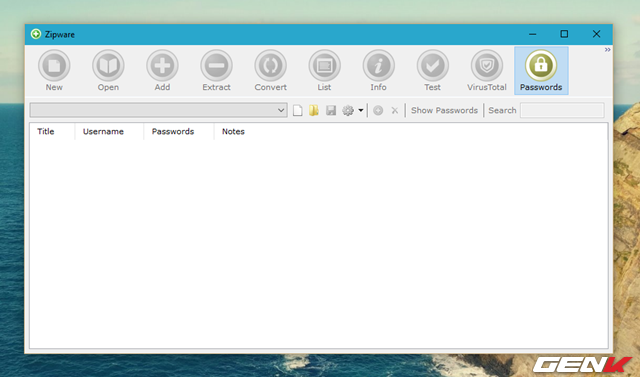 Zipware
New Open Add Extract Convert List Info Test VirusTotal Passwords
Show Passwords Search
Title Username Passwords Notes
GENK